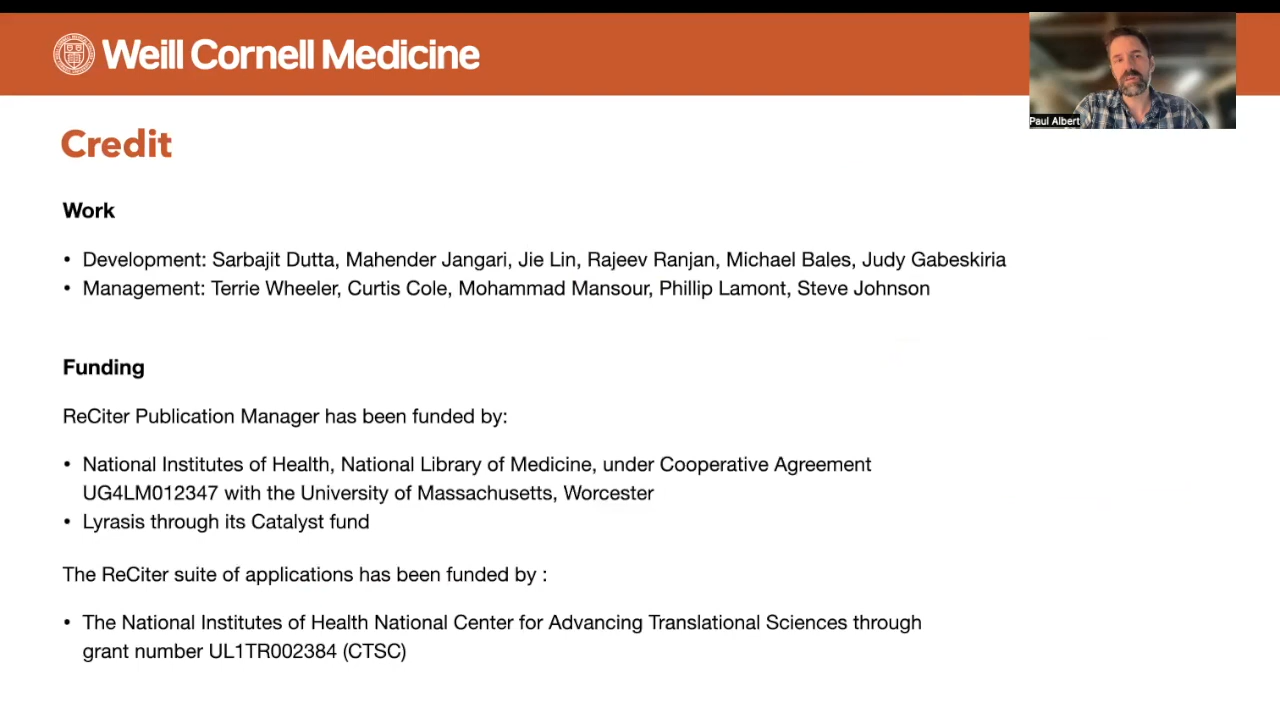 Weill Cornell Medicine
Paul Albert
Credit
Work
• Development: Sarbajit Dutta, Mahender Jangari, Jie Lin, Rajeev Ranjan, Michael Bales, Judy Gabeskiria
• Management: Terrie Wheeler, Curtis Cole, Mohammad Mansour, Phillip Lamont, Steve Johnson
Funding
ReCiter Publication Manager has been funded by:
• National Institutes of Health, National Library of Medicine, under Cooperative Agreement
UG4LM012347 with the University of Massachusetts, Worcester
• Lyrasis through its Catalyst fund
The ReCiter suite of applications has been funded by :
• The National Institutes of Health National Center for Advancing Translational Sciences through
grant number UL1TR002384 (CTSC)